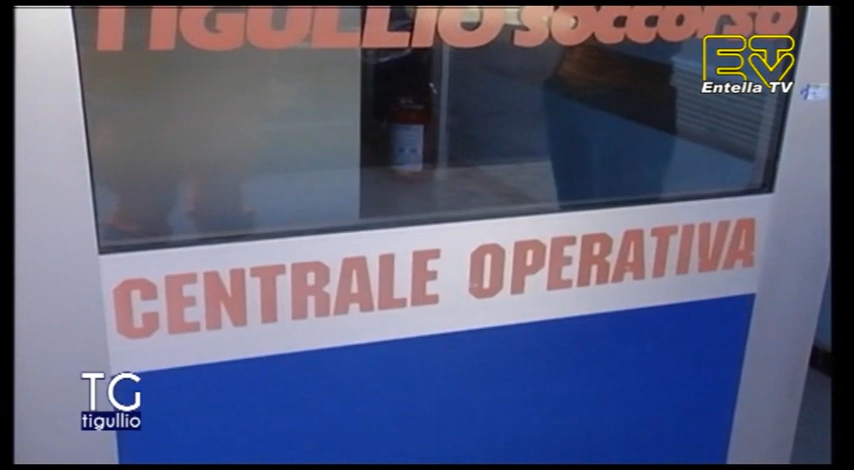 TIGULLIO soccorso
ETV
Entella TV
CENTRALE OPERATIVA
TG
tigullio